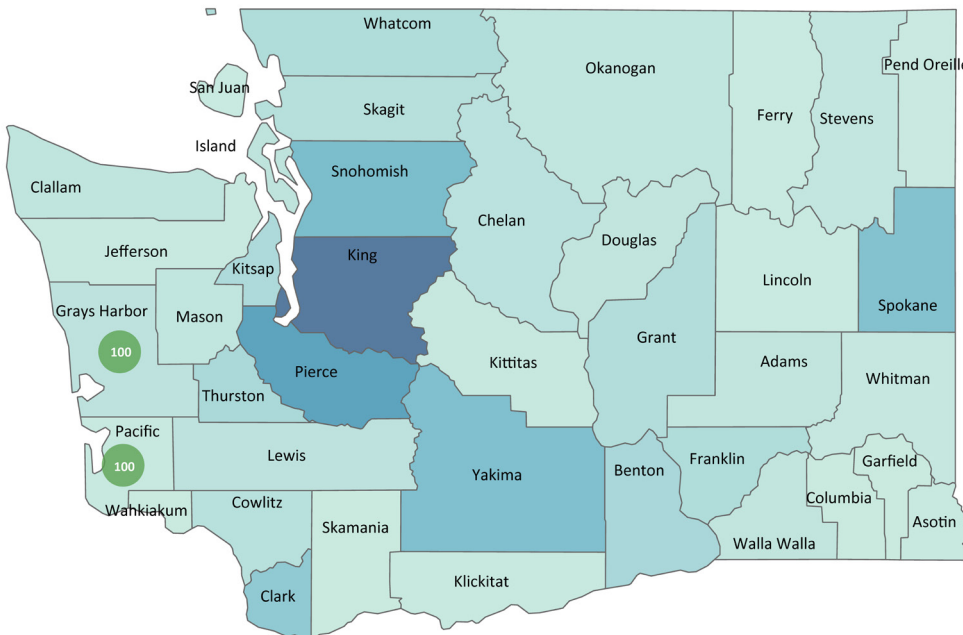 Whatcom
Okanogan
Pend Oreille
San Juan
Skagit
Ferry
Stevens
Island
Snohomish
Clallam
Chelan
Jefferson
Kitsap
King
Douglas
Lincoln
Spokane
Grays Harbor
Mason
100
Grant
Kittitas
Adams
Pierce
Whitman
Thurston
Pacific
100
Lewis
Yakima
Benton
Franklin
Garfield
Wahkiakum
Cowlitz
Skamania
Columbia
Asotin
Walla Walla
Clark
Klickitat